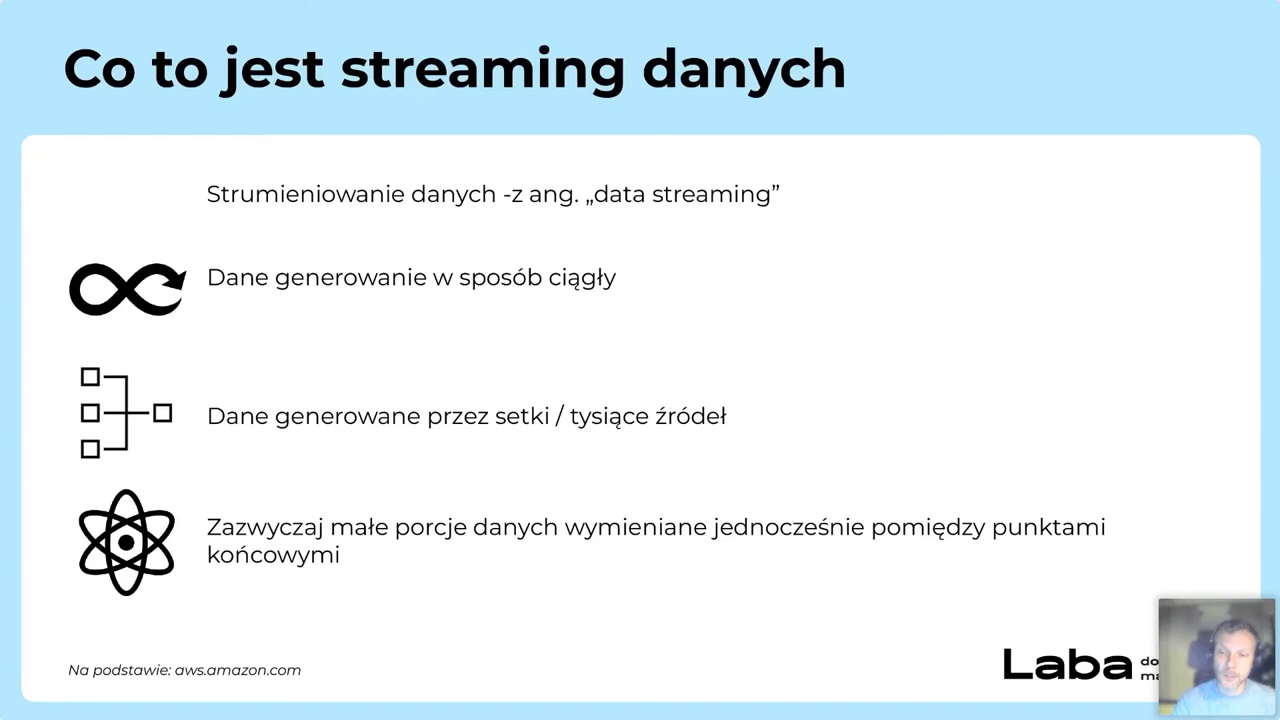 Co to jest streaming danych
Strumieniowanie danych -z ang. „data streaming”
Dane generowanie w sposób ciągły
Dane generowane przez setki / tysiące źródeł
Zazwyczaj małe porcje danych wymieniane jednocześnie pomiędzy punktami
końcowymi
Na podstawie: aws.amazon.com
Laba